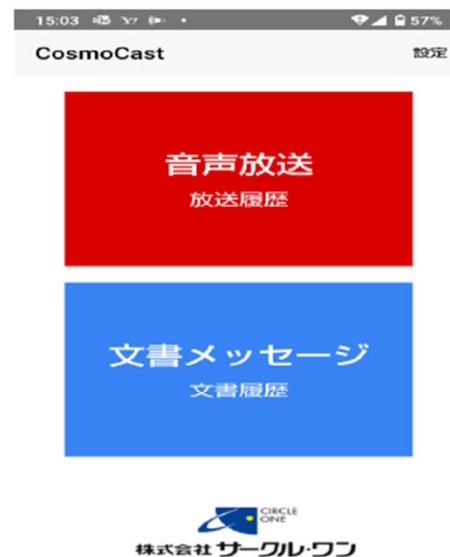 15:03
57%
CosmoCast
設定
音声放送
放送履歴
文書メッセージ
文書履歴
CIRCLE
ONE
株式会社 サークル・ワン